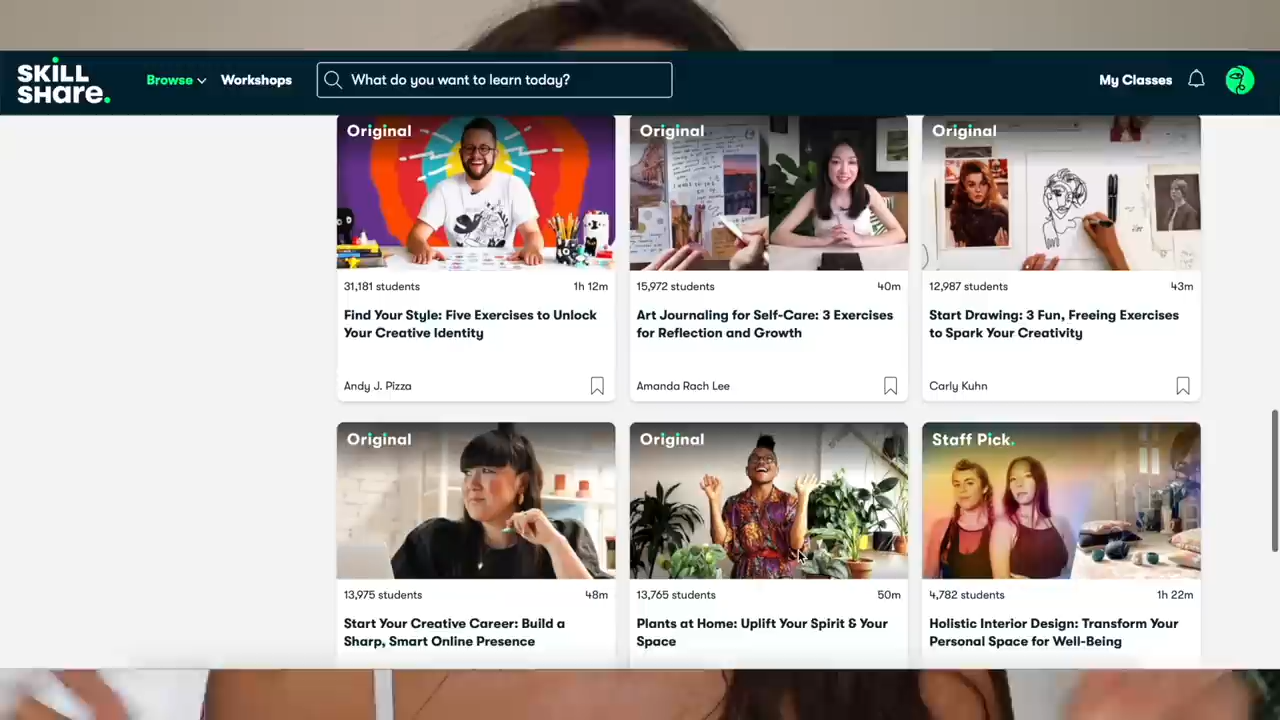 SKiLL
SHare.
Browse
Workshops
What do you want to learn today?
My Classes
Original
Original
Original
31,181 students
1h 12m
15,972 students
40m
12,987 students
43m
Find Your Style: Five Exercises to Unlock
Your Creative Identity
Art Journaling for Self-Care: 3 Exercises
for Reflection and Growth
Start Drawing: 3 Fun, Freeing Exercises
to Spark Your Creativity
Andy J. Pizza
Amanda Rach Lee
Carly Kuhn
Original
Original
Staff Pick.
13,975 students
48m
13,765 students
50m
4,782 students
1h 22m
Start Your Creative Career: Build a
Sharp, Smart Online Presence
Plants at Home: Uplift Your Spirit & Your
Space
Holistic Interior Design: Transform Your
Personal Space for Well-Being